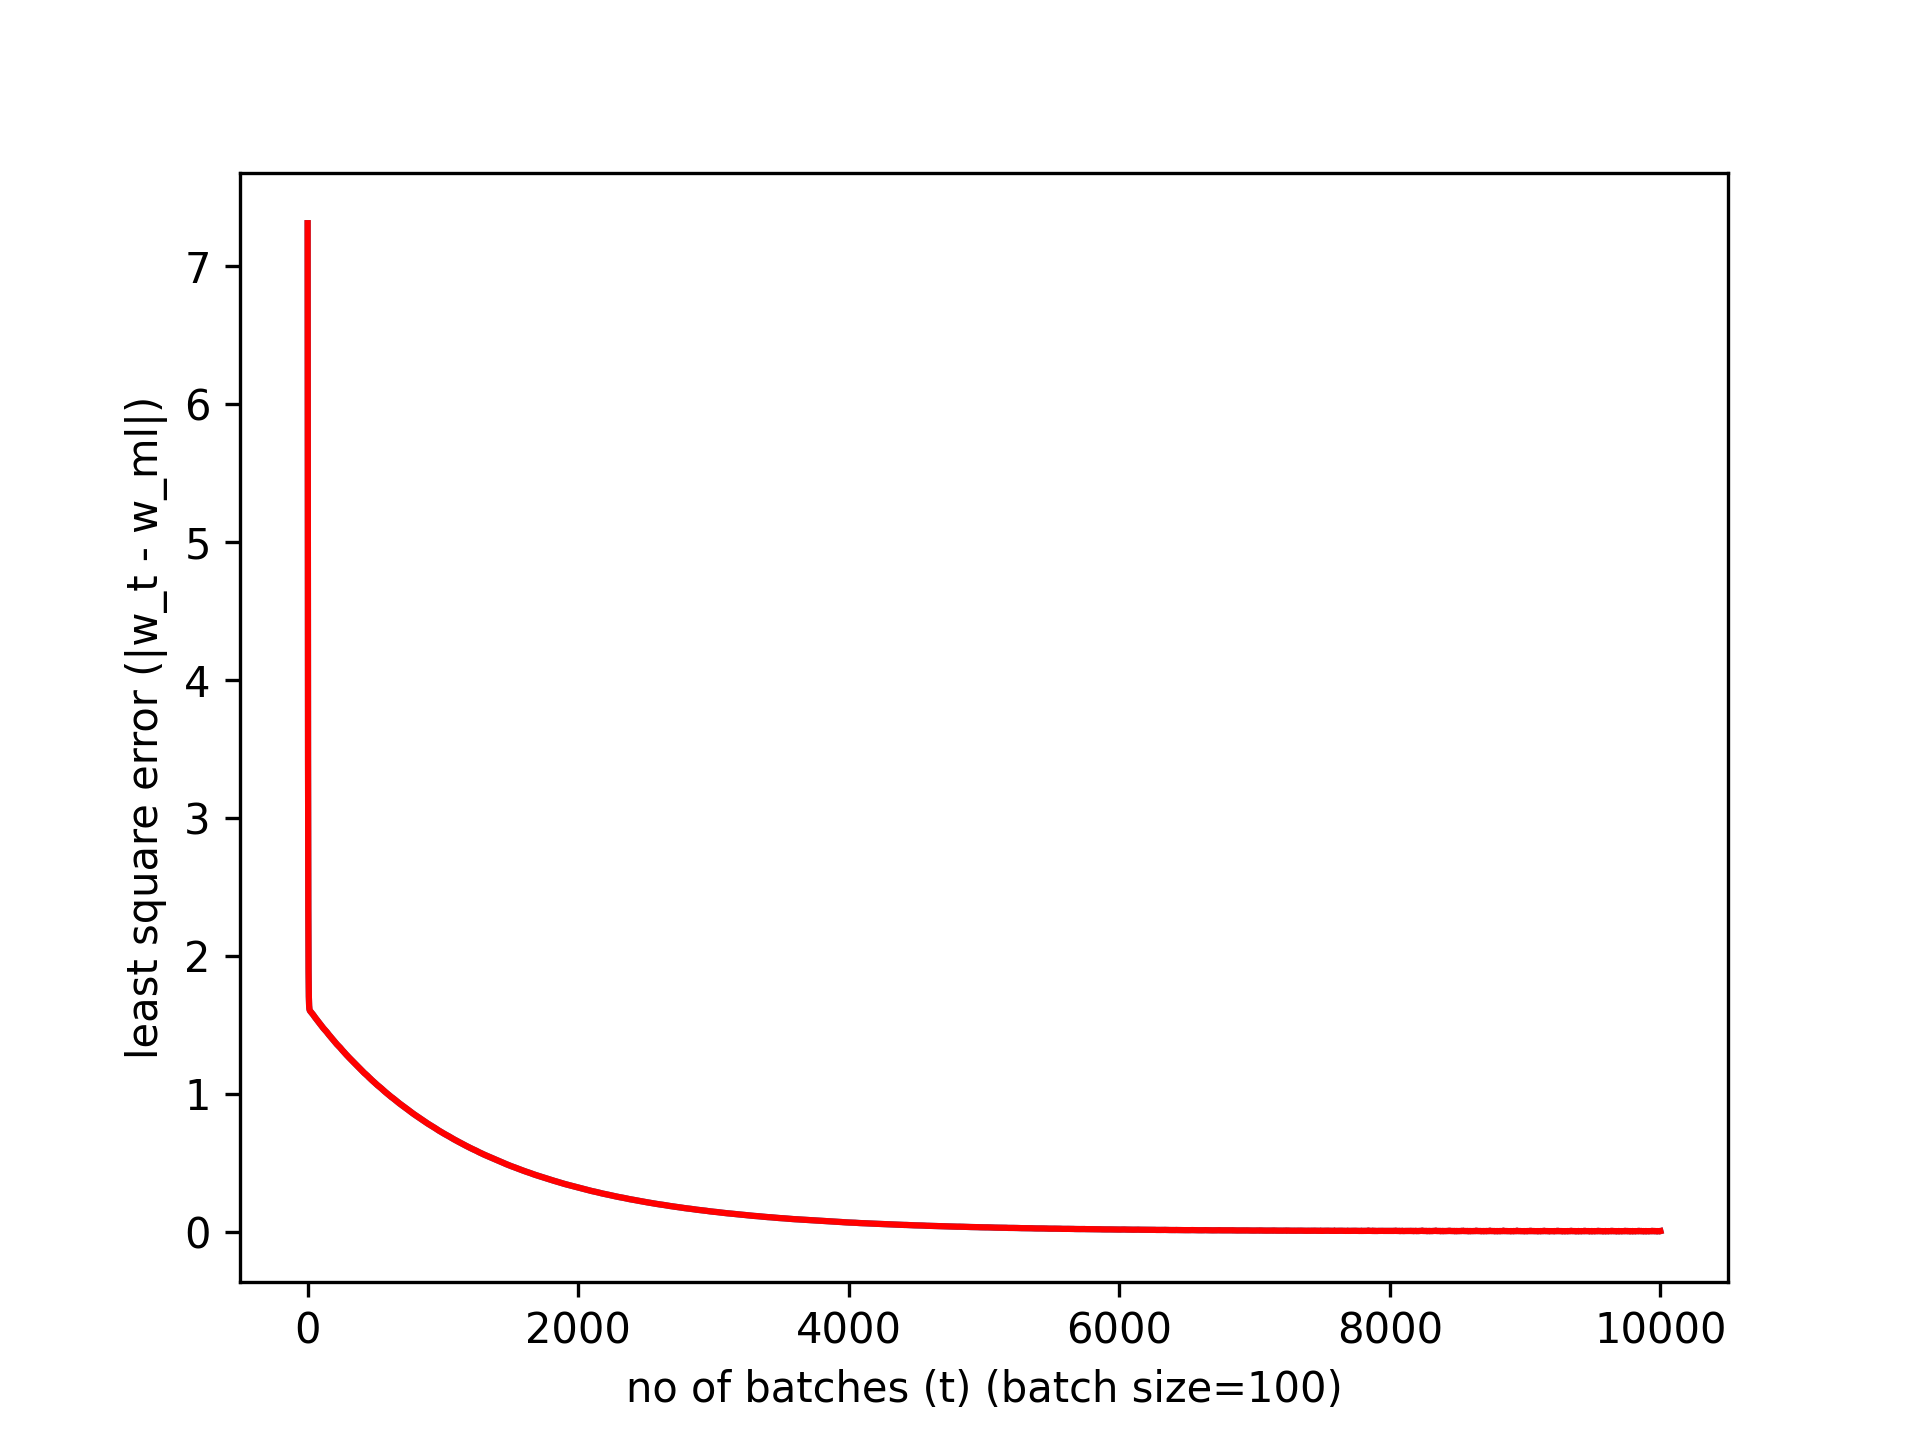 7
6
5
4
3
2
1
0
least square error (|w_t - w_ml|)
0 2000 4000 6000 8000 10000
no of batches (t) (batch size=100)